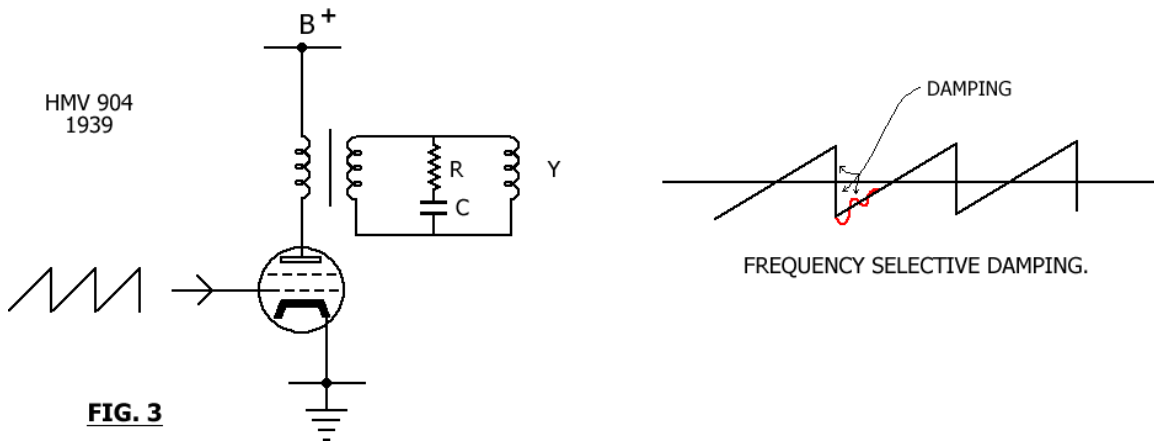 B+
HMV 904
1939
R
C
Y
FIG. 3
DAMPING
FREQUENCY SELECTIVE DAMPING.